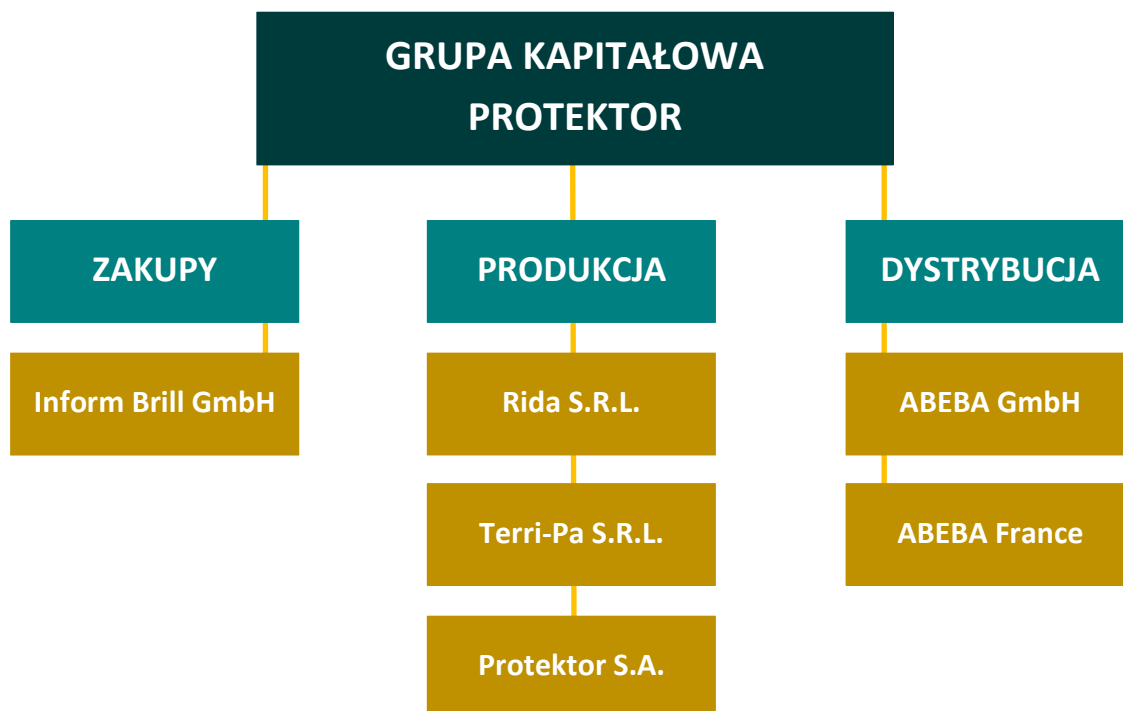 GRUPA KAPITAŁOWA
PROTEKTOR
ZAKUPY
PRODUKCJA
DYSTRYBUCJA
Inform Brill GmbH
Rida S.R.L.
ABEBA GmbH
Terri-Pa S.R.L.
ABEBA France
Protektor S.A.